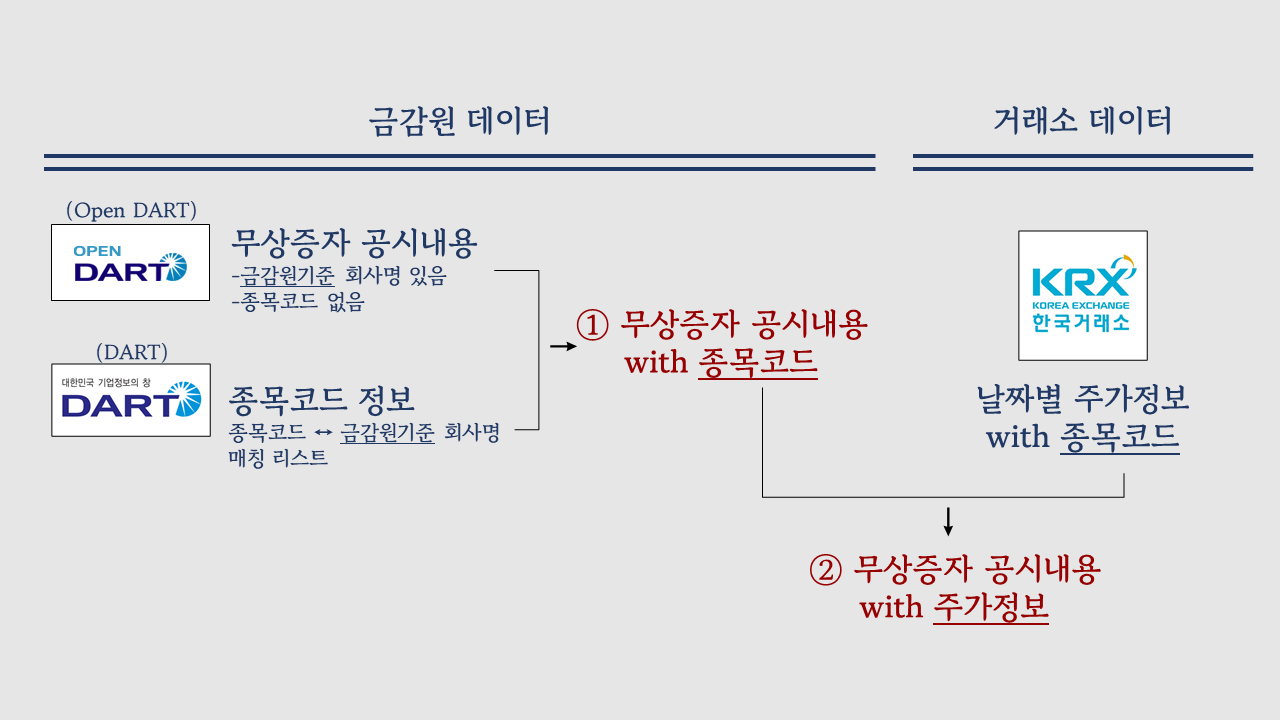 금감원 데이터
거래소 데이터
(Open DART)
OPEN
DART
무상증자 공시내용
-금감원기준 회사명 있음
-종목코드 없음
(DART)
대한민국 기업정보의 창
DART
종목코드 정보
종목코드 ↔ 금감원기준 회사명
매칭 리스트
① 무상증자 공시내용
with 종목코드
KRX
KOREA EXCHANGE
한국거래소
날짜별 주가정보
with 종목코드
② 무상증자 공시내용
with 주가정보